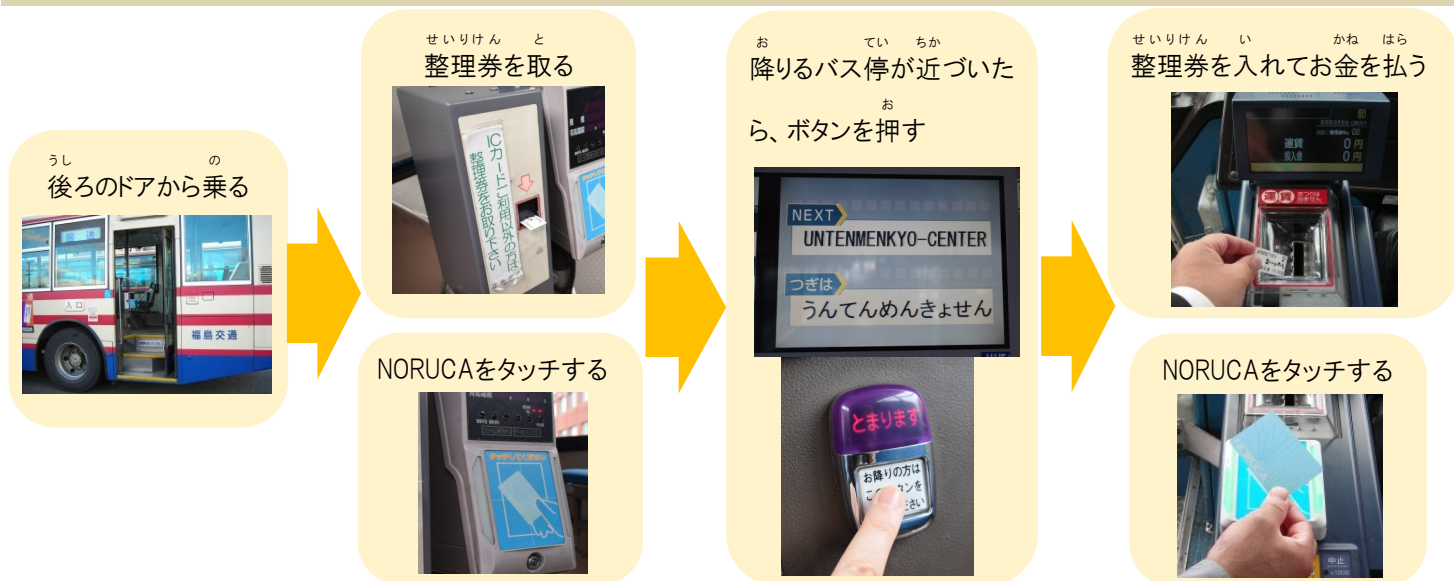 うし の
後ろのドアから乗る
入口
福島交通
せいりけん と
整理券を取る
ICカードご利用以外の方は
整理券をお取り下さい
NORUCAをタッチする
タッチしてください
お てい ちか
降りるバス停が近づいた
お
ら、ボタンを押す
NEXT
UNTENMENKYO-CENTER
つぎは
うんてんめんきょせん
とまります
お降りの方は
せいりけん い かね はら
整理券を入れてお金を払う
運賃 0円
投入金 0円
運賃
NORUCAをタッチする
中止